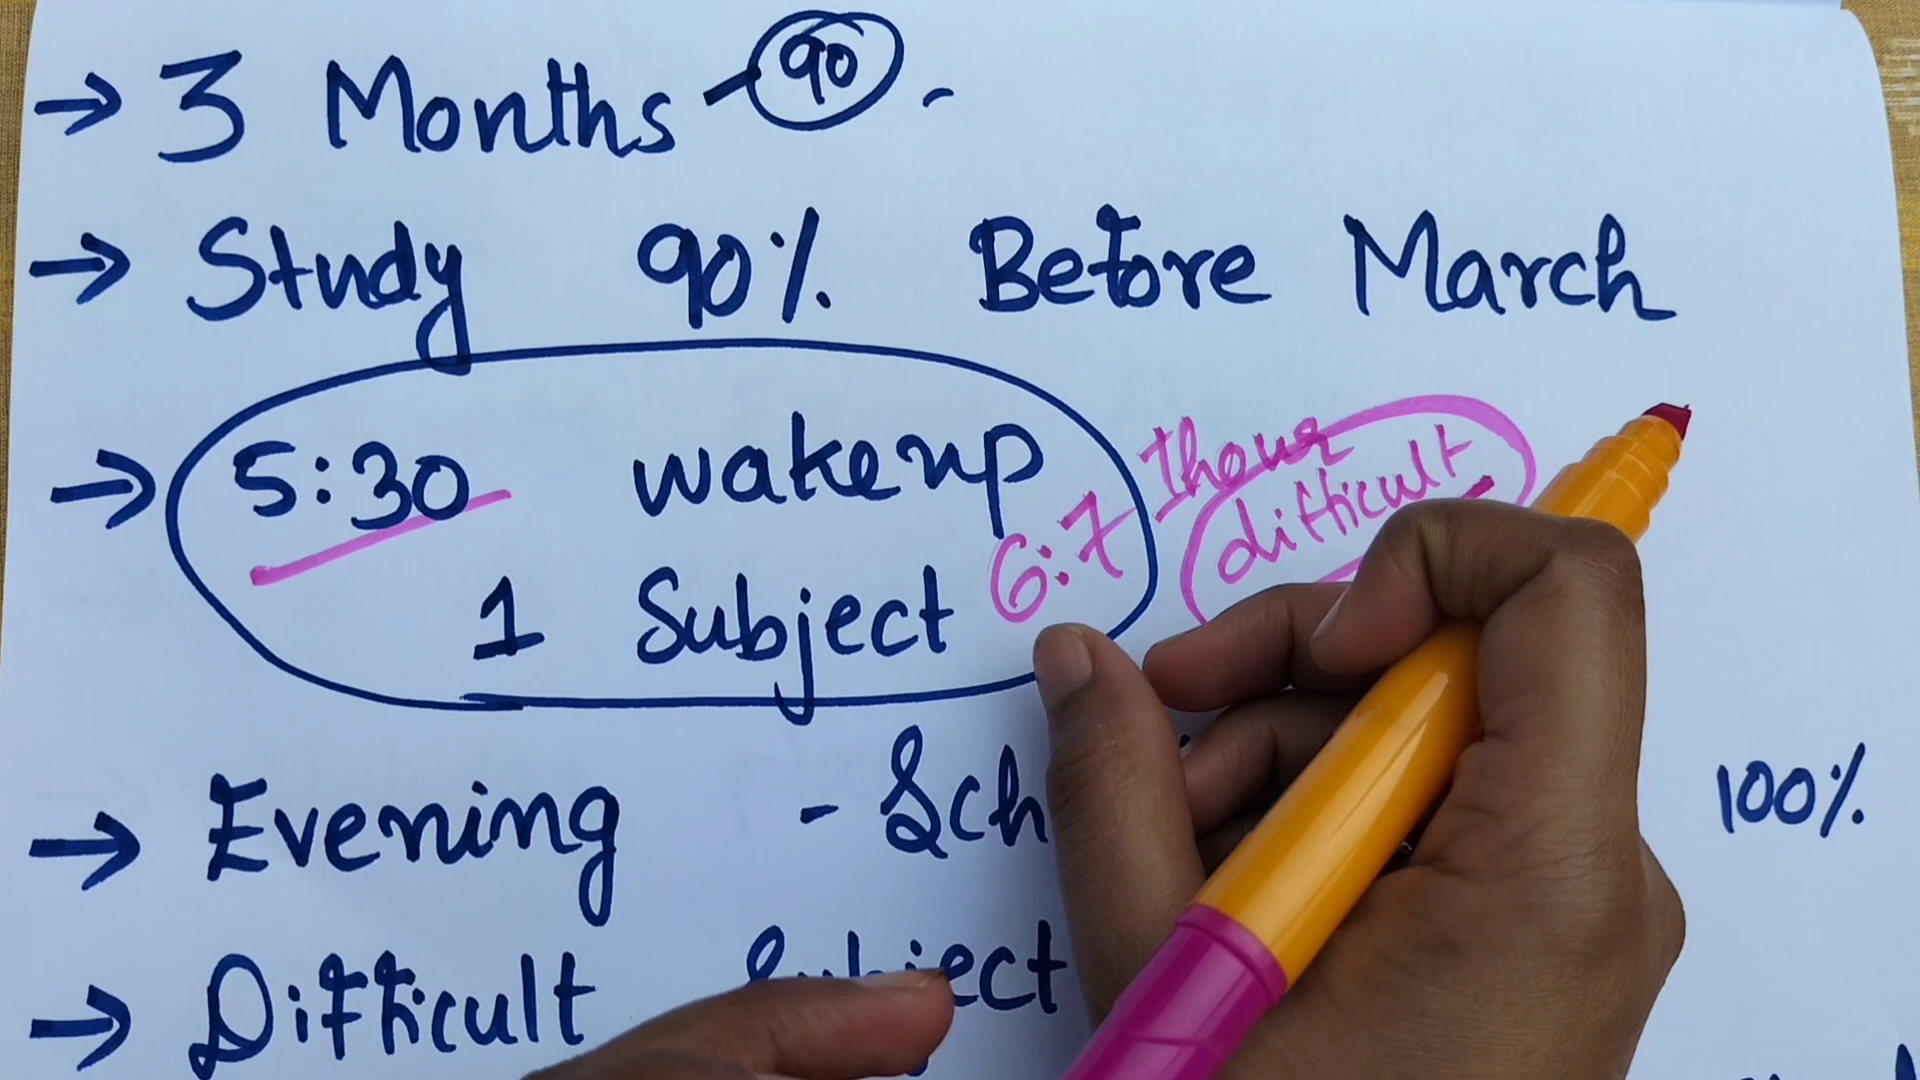 → 3 Months - 90 -
→ Study 90% Before March
→ 5:30 wakeup
1 Subject 6:7
1hour
difficult
→ Evening - Sch
100%
→ Difficult Subject